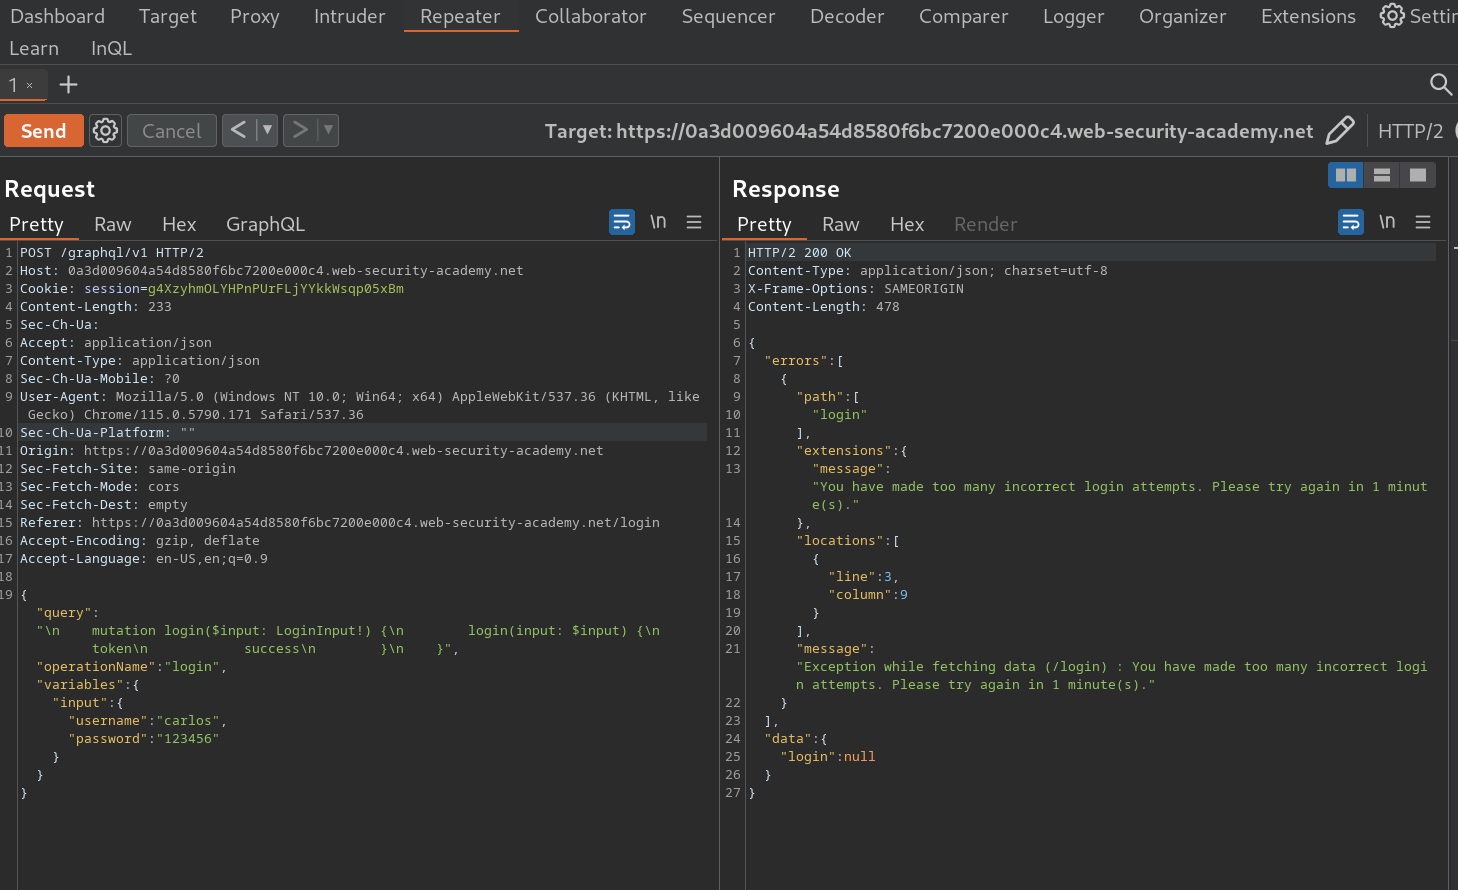 Dashboard Target Proxy Intruder Repeater Collaborator Sequencer Decoder Comparer Logger Organizer Extensions Settin
Learn InQL
1 × +
Send Cancel < > Target: https://0a3d009604a54d8580f6bc7200e000c4.web-security-academy.net HTTP/2
Request
Pretty Raw Hex GraphQL \n
1 POST /graphql/v1 HTTP/2
2 Host: 0a3d009604a54d8580f6bc7200e000c4.web-security-academy.net
3 Cookie: session=g4XzyhmOLYHPnPUrFLjYYkkWsqp05xBm
4 Content-Length: 233
5 Sec-Ch-Ua:
6 Accept: application/json
7 Content-Type: application/json
8 Sec-Ch-Ua-Mobile: ?0
9 User-Agent: Mozilla/5.0 (Windows NT 10.0; Win64; x64) AppleWebKit/537.36 (KHTML, like
Gecko) Chrome/115.0.5790.171 Safari/537.36
10 Sec-Ch-Ua-Platform: ""
11 Origin: https://0a3d009604a54d8580f6bc7200e000c4.web-security-academy.net
12 Sec-Fetch-Site: same-origin
13 Sec-Fetch-Mode: cors
14 Sec-Fetch-Dest: empty
15 Referer: https://0a3d009604a54d8580f6bc7200e000c4.web-security-academy.net/login
16 Accept-Encoding: gzip, deflate
17 Accept-Language: en-US,en;q=0.9
18
19 {
"query":
"\n    mutation login($input: LoginInput!) {\n        login(input: $input) {\n
token\n            success\n        }\n    }",
"operationName":"login",
"variables":{
"input":{
"username":"carlos",
"password":"123456"
}
}
}
Response
Pretty Raw Hex Render \n
1 HTTP/2 200 OK
2 Content-Type: application/json; charset=utf-8
3 X-Frame-Options: SAMEORIGIN
4 Content-Length: 478
5
6 {
7 "errors":[
8 {
9 "path":[
10 "login"
11 ],
12 "extensions":{
13 "message":
"You have made too many incorrect login attempts. Please try again in 1 minut
e(s)."
14 },
15 "locations":[
16 {
17 "line":3,
18 "column":9
19 }
20 ],
21 "message":
"Exception while fetching data (/login) : You have made too many incorrect logi
n attempts. Please try again in 1 minute(s)."
22 }
23 ],
24 "data":{
25 "login":null
26 }
27 }